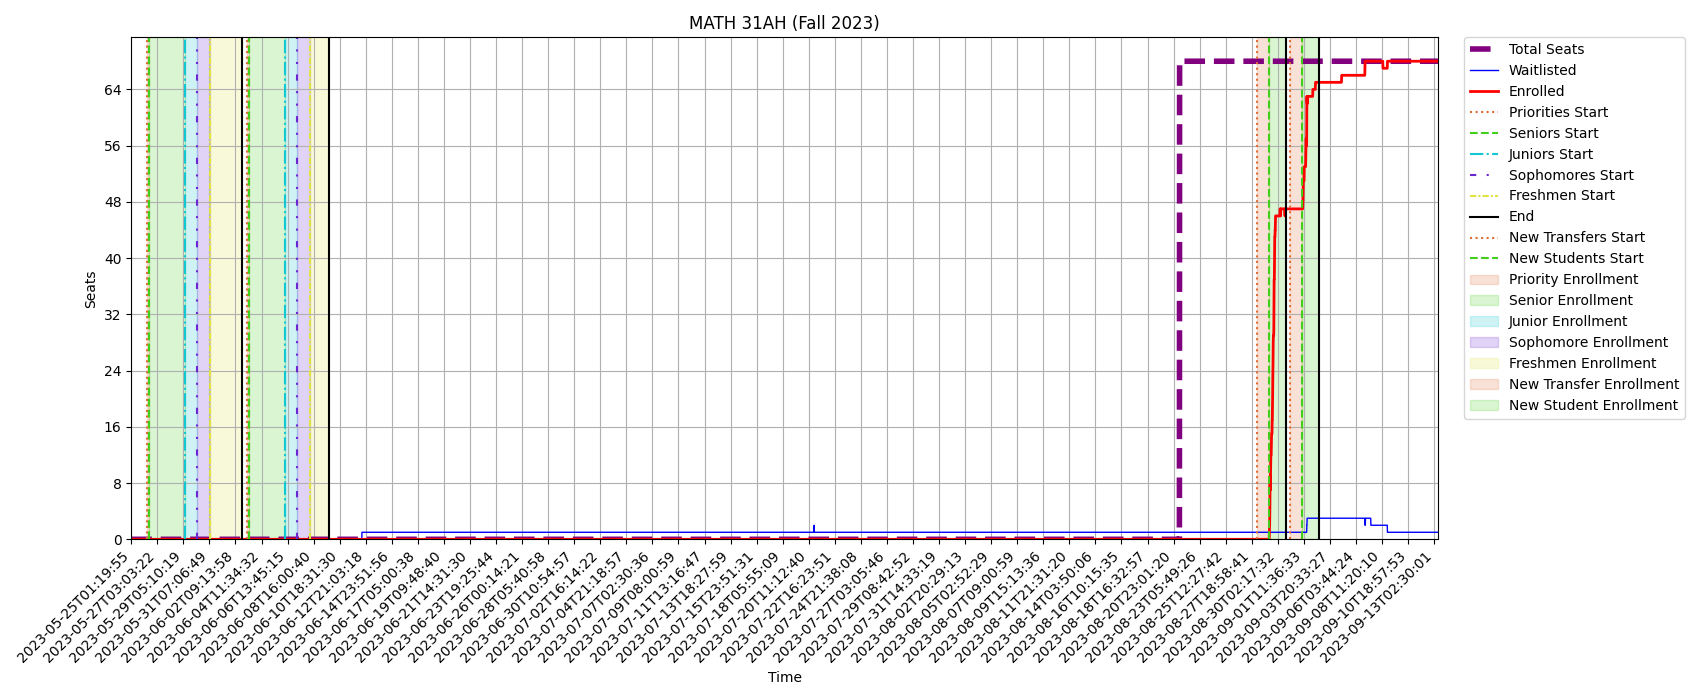 MATH 31AH (Fall 2023)
Seats
64
56
48
40
32
24
16
8
0
2023-05-25T01:19:55
2023-05-27T03:03:22
2023-05-29T05:10:19
2023-05-31T07:06:49
2023-06-02T09:13:58
2023-06-04T11:34:32
2023-06-06T13:45:15
2023-06-08T16:00:40
2023-06-10T18:31:30
2023-06-12T21:03:18
2023-06-14T23:51:56
2023-06-17T05:00:38
2023-06-19T09:48:40
2023-06-21T14:31:30
2023-06-23T19:25:44
2023-06-26T00:14:21
2023-06-28T05:40:58
2023-06-30T10:54:57
2023-07-02T16:14:22
2023-07-04T21:18:57
2023-07-07T02:30:36
2023-07-09T08:00:59
2023-07-11T13:16:47
2023-07-13T18:27:59
2023-07-15T23:51:31
2023-07-18T05:55:09
2023-07-20T11:12:40
2023-07-22T16:23:51
2023-07-24T21:38:08
2023-07-27T03:05:46
2023-07-29T08:42:52
2023-07-31T14:33:19
2023-08-02T20:29:13
2023-08-05T02:52:29
2023-08-07T09:00:59
2023-08-09T15:13:36
2023-08-11T21:31:20
2023-08-14T03:50:06
2023-08-16T10:15:35
2023-08-18T16:32:57
2023-08-20T23:01:20
2023-08-23T05:49:26
2023-08-25T12:27:42
2023-08-27T18:58:41
2023-08-30T02:17:32
2023-09-01T11:36:33
2023-09-03T20:33:27
2023-09-06T03:44:24
2023-09-08T11:20:10
2023-09-10T18:57:53
2023-09-13T02:30:01
Time
Total Seats
Waitlisted
Enrolled
Priorities Start
Seniors Start
Juniors Start
Sophomores Start
Freshmen Start
End
New Transfers Start
New Students Start
Priority Enrollment
Senior Enrollment
Junior Enrollment
Sophomore Enrollment
Freshmen Enrollment
New Transfer Enrollment
New Student Enrollment